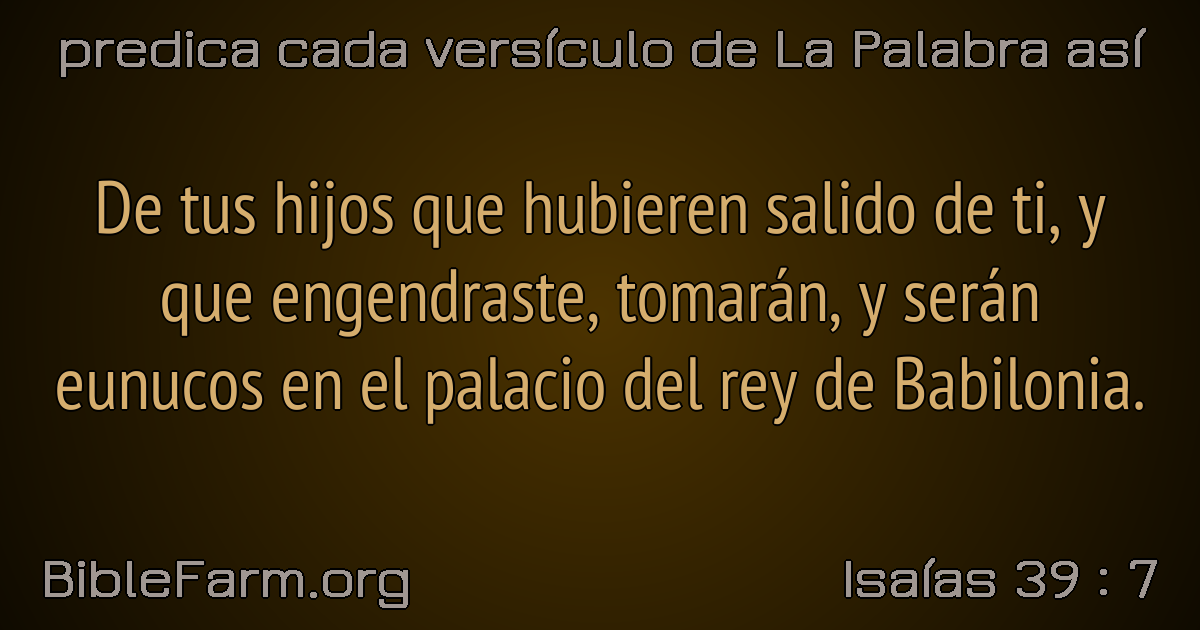 predica cada versículo de La Palabra así
De tus hijos que hubieren salido de ti, y
que engendraste, tomarán, y serán
eunucos en el palacio del rey de Babilonia.
BibleFarm.org
Isaías 39 : 7